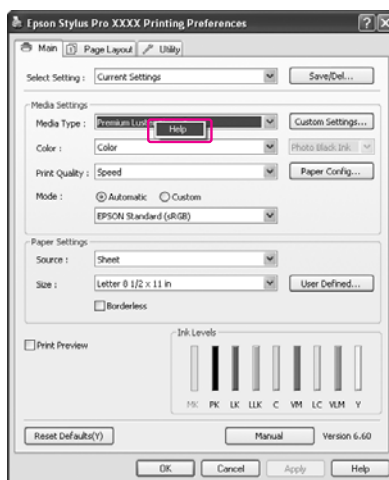 Epson Stylus Pro XXXX Printing Preferences
Main Page Layout Utility
Select Setting : Current Settings Save/Del...
Media Settings
Media Type : Premium Lust Custom Settings...
Help
Color : Color Photo Black Ink
Print Quality : Speed Paper Config...
Mode : Automatic Custom
EPSON Standard (sRGB)
Paper Settings
Source : Sheet
Size : Letter 8 1/2 x 11 in User Defined...
Borderless
Print Preview
Ink Levels
MK PK LK LLK C VM LC VLM Y
Reset Defaults(Y) Manual Version 6.60
OK Cancel Apply Help